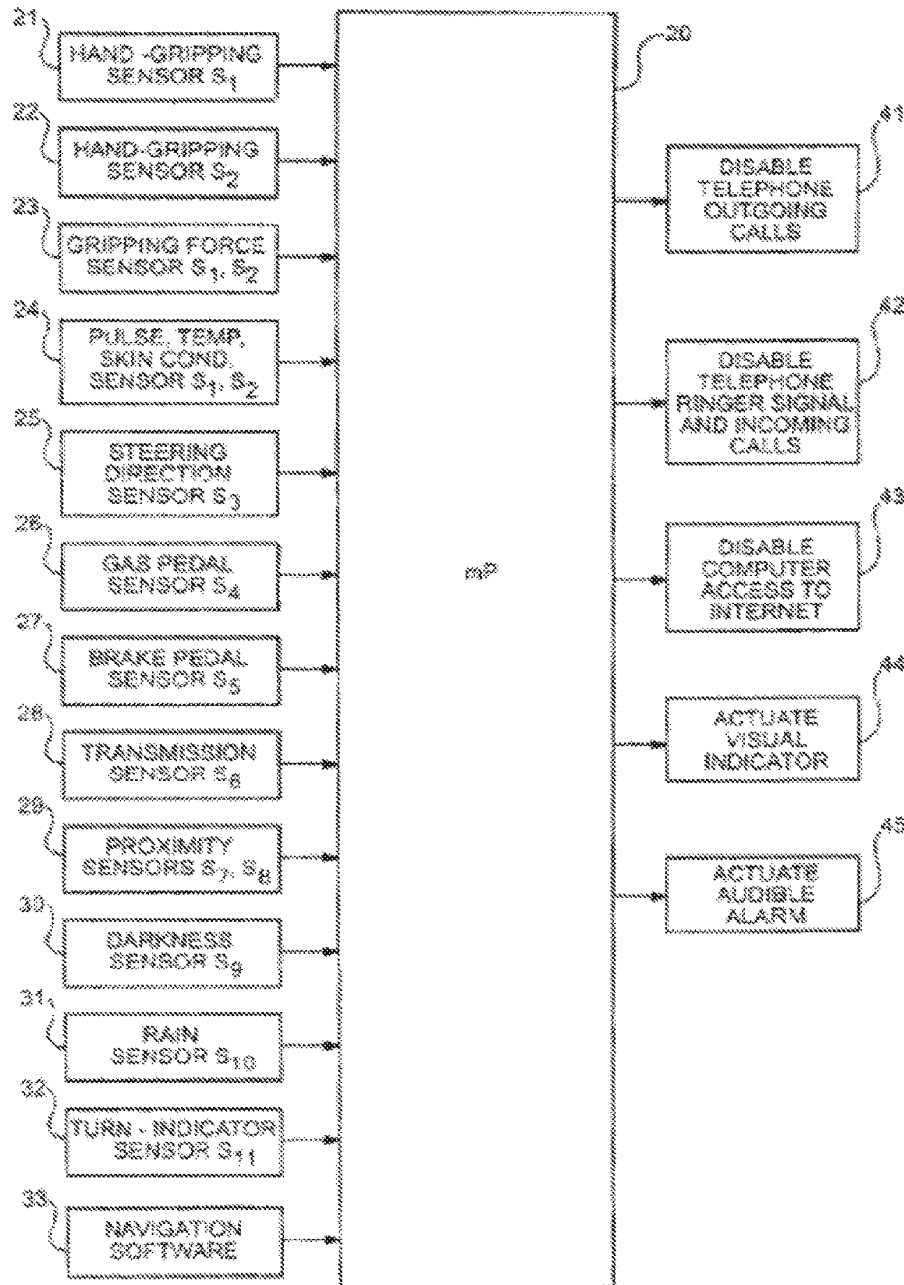 21
HAND -GRIPPING
SENSOR S1
22
HAND-GRIPPING
SENSOR S2
23
GRIPPING FORCE
SENSOR S1, S2
24
PULSE, TEMP,
SKIN COND.
SENSOR S1, S2
25
STEERING
DIRECTION
SENSOR S3
26
GAS PEDAL
SENSOR S4
27
BRAKE PEDAL
SENSOR S5
28
TRANSMISSION
SENSOR S6
29
PROXIMITY
SENSORS S7, S8
30
DARKNESS
SENSOR S9
31
RAIN
SENSOR S10
32
TURN - INDICATOR
SENSOR S11
33
NAVIGATION
SOFTWARE
20
mP
41
DISABLE
TELEPHONE
OUTGOING
CALLS
42
DISABLE
TELEPHONE
RINGER SIGNAL
AND INCOMING
CALLS
43
DISABLE
COMPUTER
ACCESS TO
INTERNET
44
ACTUATE
VISUAL
INDICATOR
45
ACTUATE
AUDIBLE
ALARM